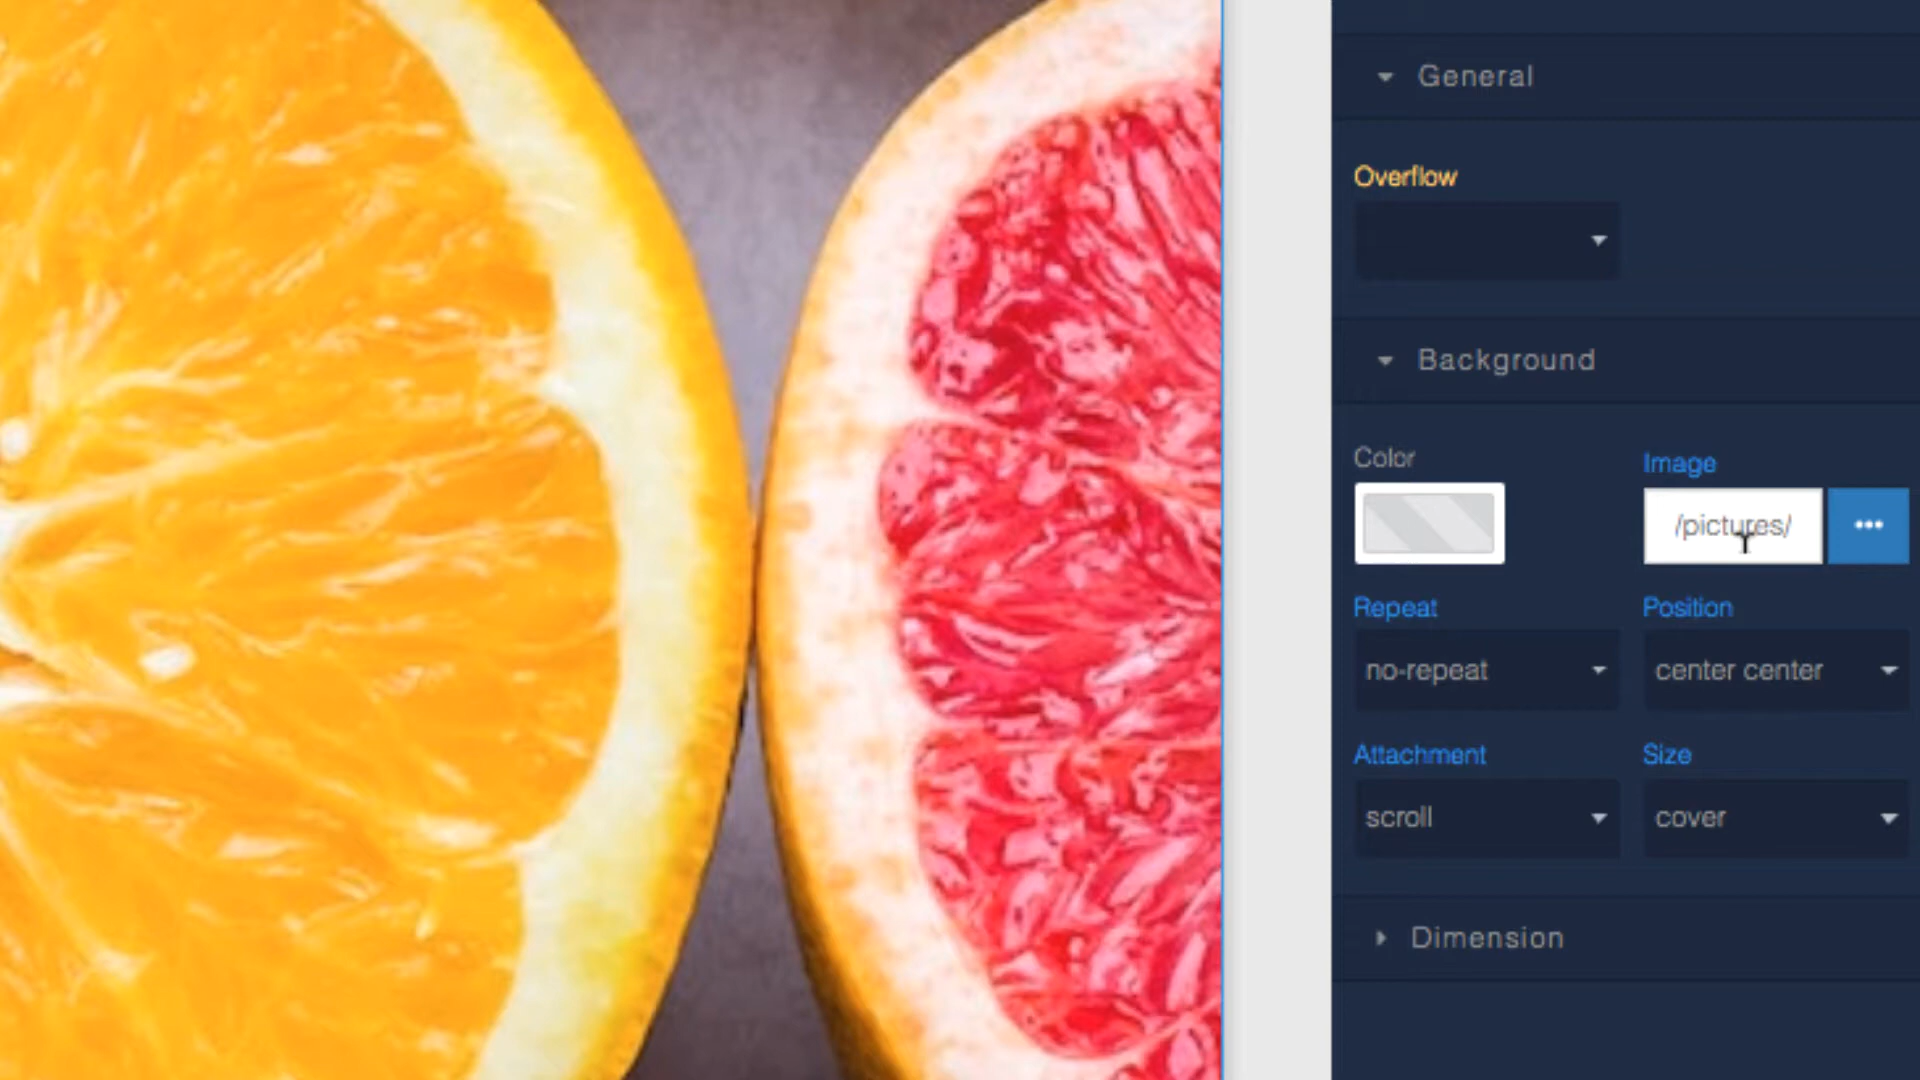 General
Overflow
Background
Color
Image
/pictures/
Repeat
Position
no-repeat
center center
Attachment
Size
scroll
cover
Dimension